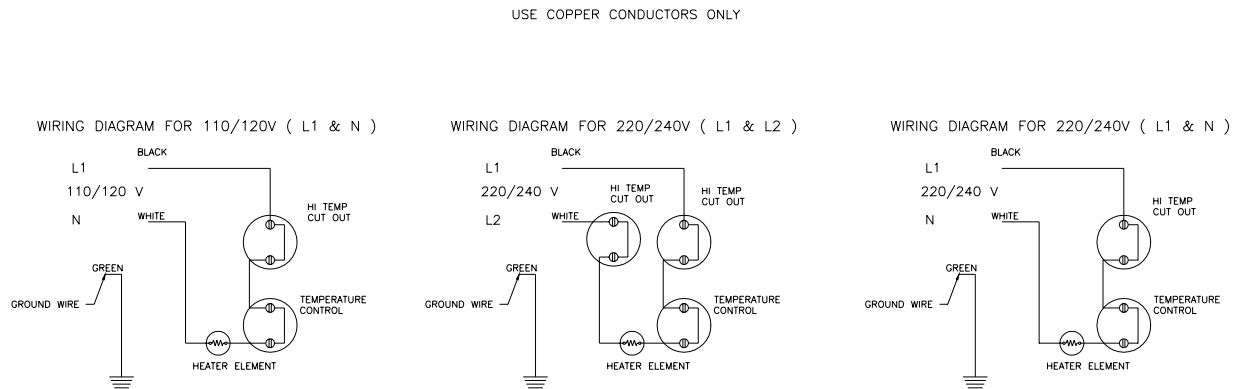 USE COPPER CONDUCTORS ONLY
WIRING DIAGRAM FOR 110/120V ( L1 & N )
BLACK
L1
110/120 V
HI TEMP
CUT OUT
N
WHITE
GREEN
GROUND WIRE
TEMPERATURE
CONTROL
HEATER ELEMENT
WIRING DIAGRAM FOR 220/240V ( L1 & L2 )
BLACK
L1
220/240 V
HI TEMP
CUT OUT
HI TEMP
CUT OUT
L2
WHITE
GREEN
GROUND WIRE
TEMPERATURE
CONTROL
HEATER ELEMENT
WIRING DIAGRAM FOR 220/240V ( L1 & N )
BLACK
L1
220/240 V
HI TEMP
CUT OUT
N
WHITE
GREEN
GROUND WIRE
TEMPERATURE
CONTROL
HEATER ELEMENT